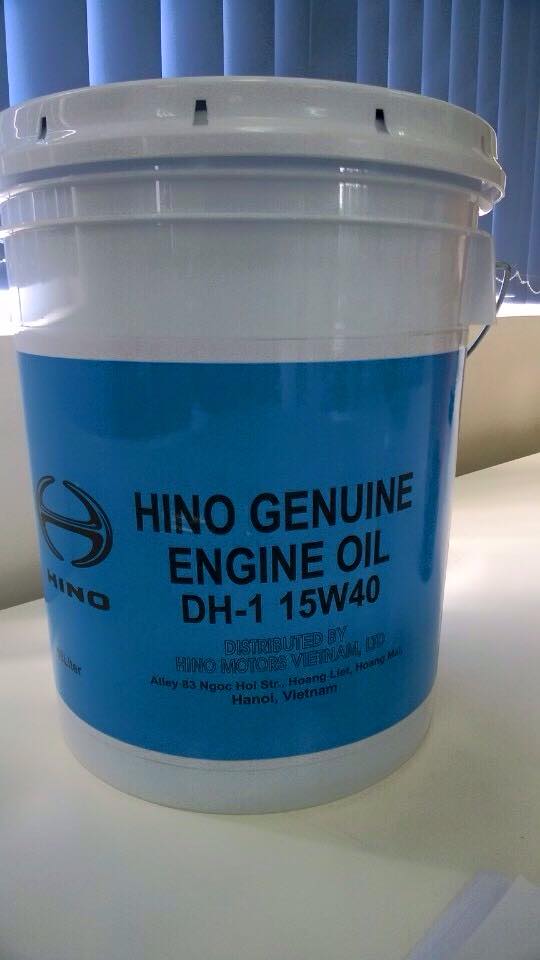 HINO GENUINE
ENGINE OIL
DH-1 15W40
HINO
DISTRIBUTED BY
HINO MOTORS VIETNAM, LTD
Liter
Alley 83 Ngoc Hoi Str., Hoang Liet, Hoang Mai,
Hanoi, Vietnam